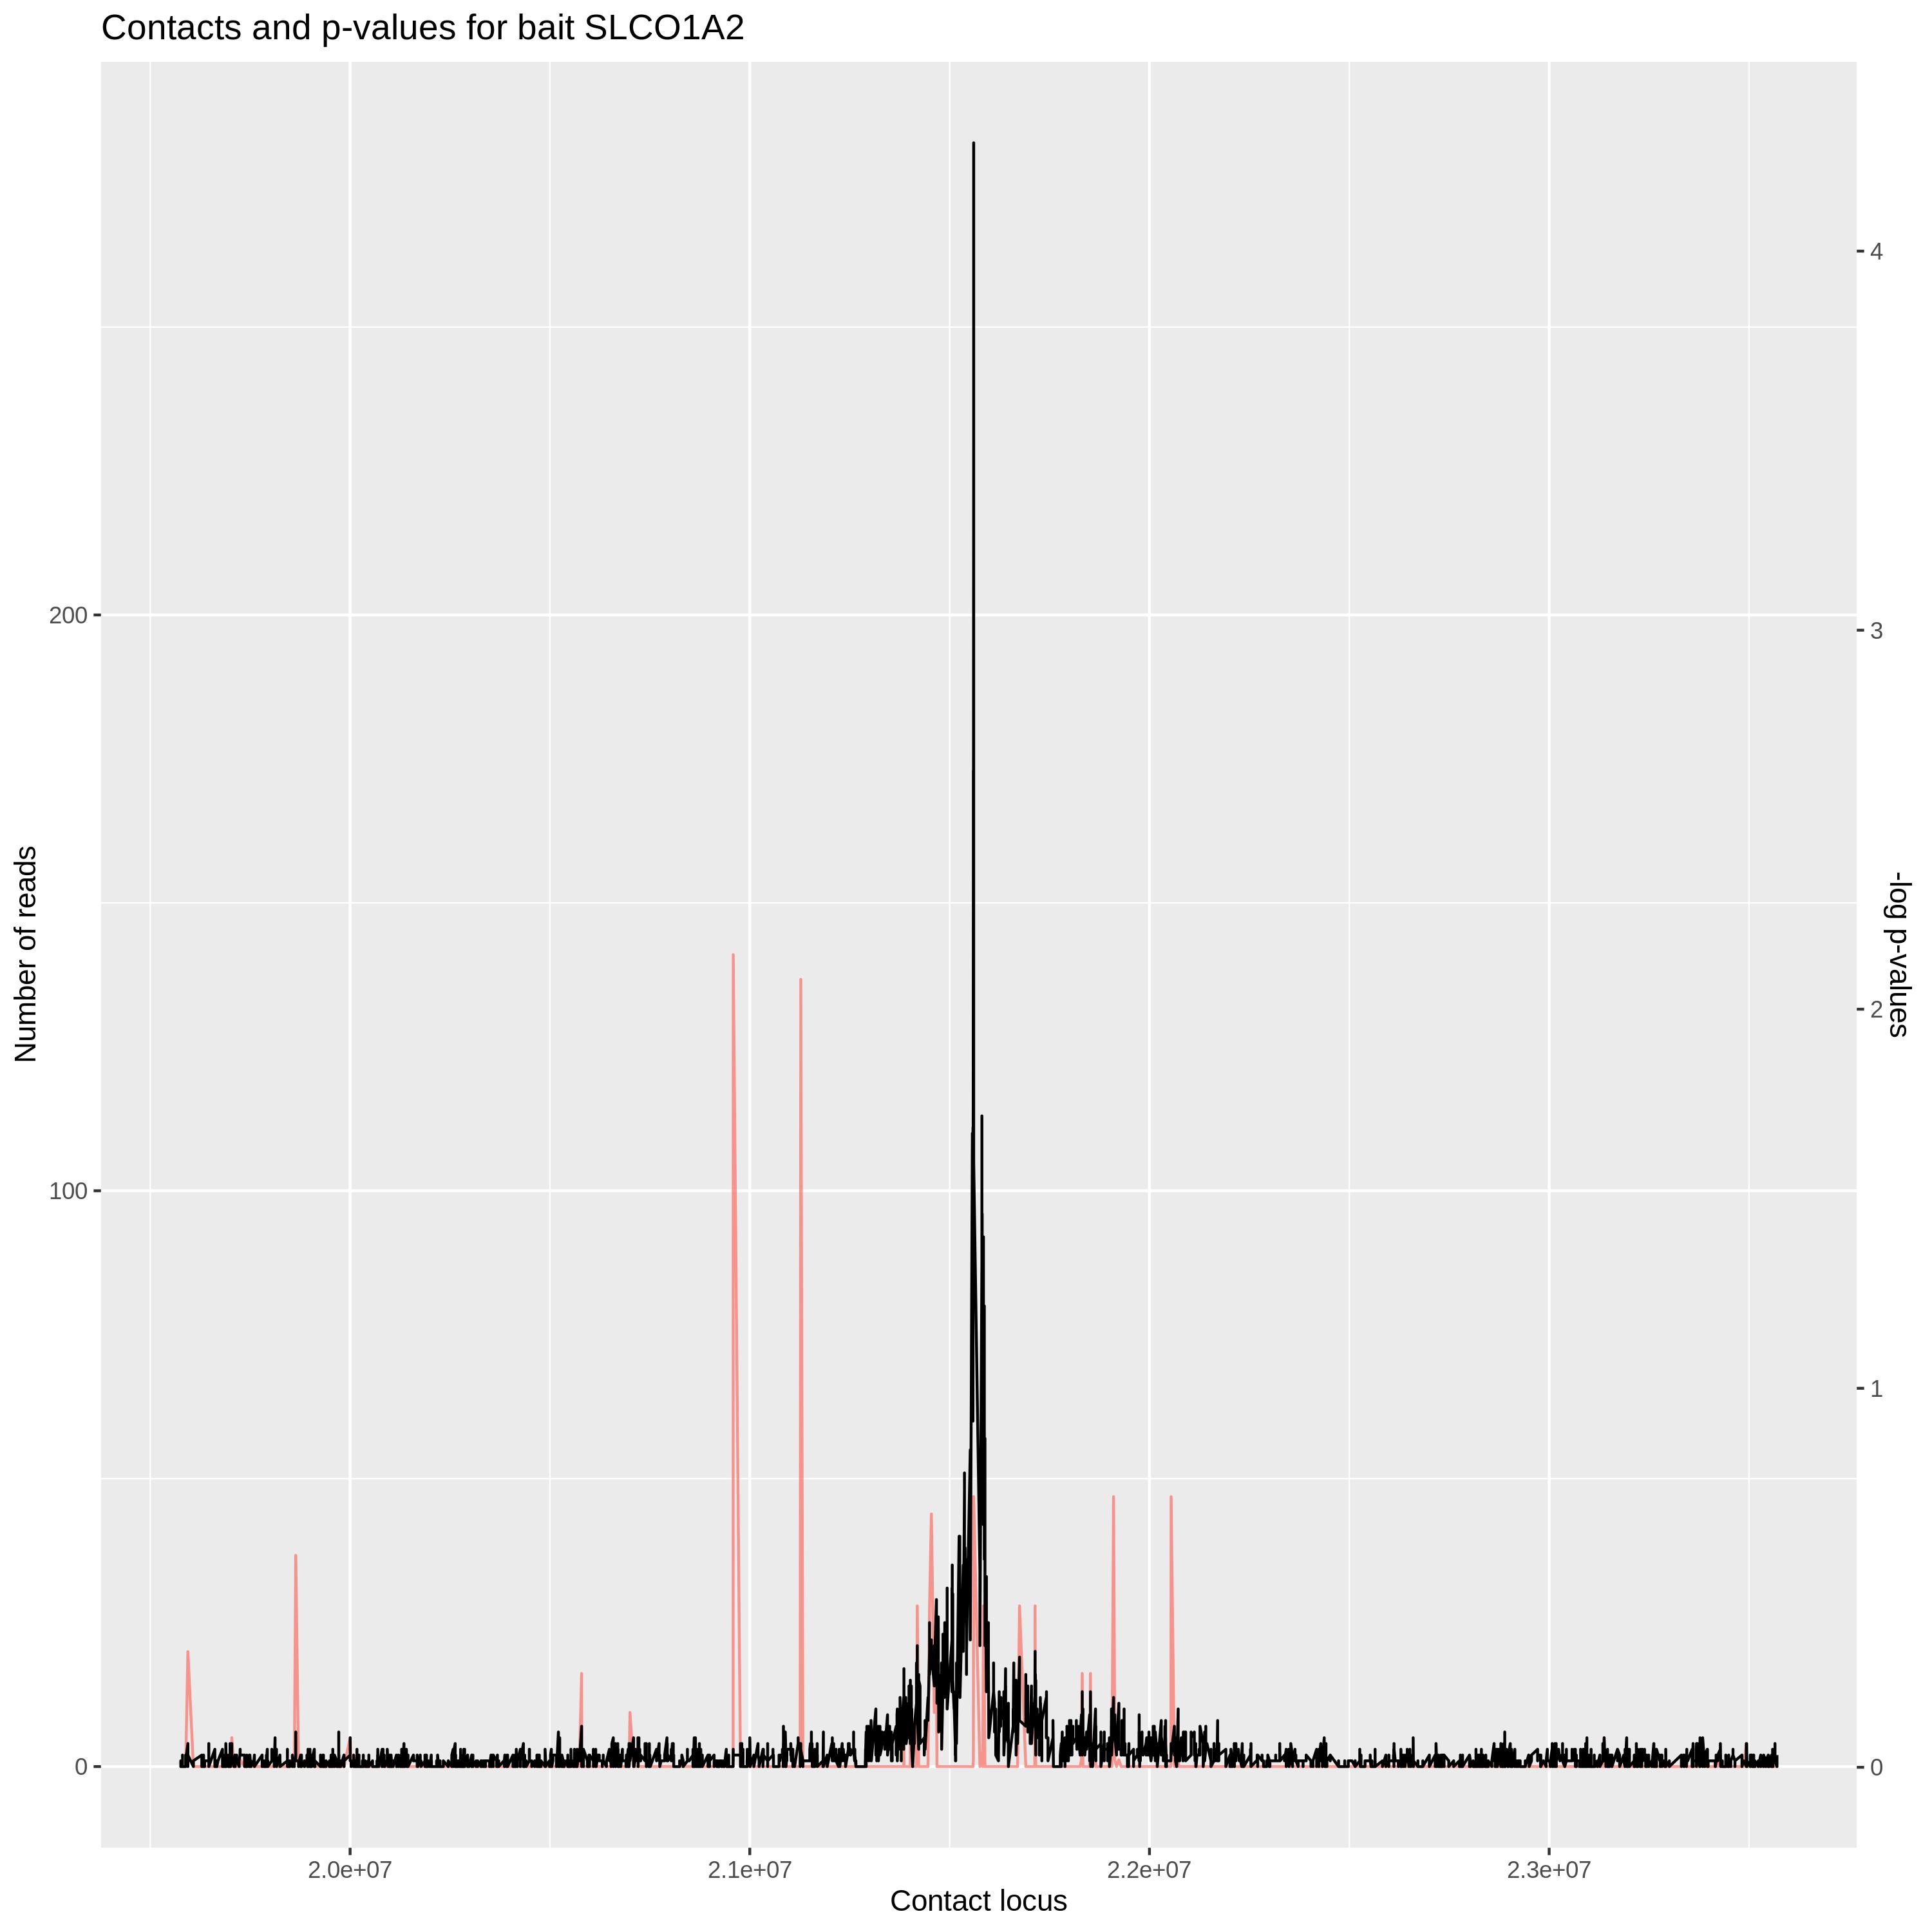 Contacts and p-values for bait SLCO1A2
Number of reads
200
100
0
4
3
2
1
0
-log p-values
2.0e+07
2.1e+07
2.2e+07
2.3e+07
Contact locus